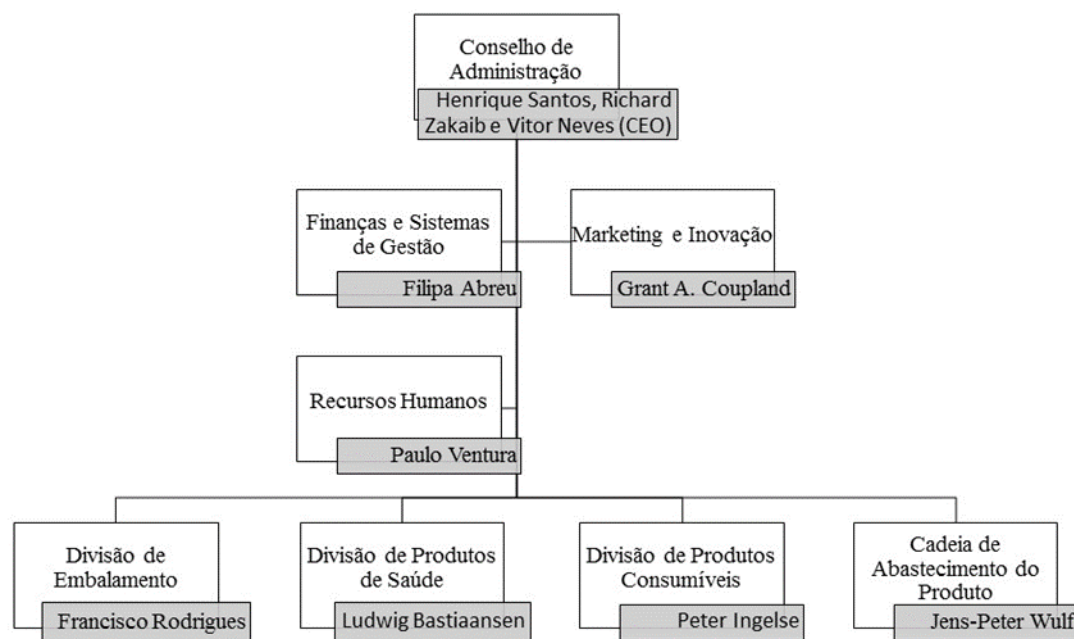 Conselho de
Administração
Henrique Santos, Richard
Zakaib e Vitor Neves (CEO)
Finanças e Sistemas
de Gestão
Filipa Abreu
Marketing e Inovação
Grant A. Coupland
Recursos Humanos
Paulo Ventura
Divisão de
Embalamento
Francisco Rodrigues
Divisão de Produtos
de Saúde
Ludwig Bastiaansen
Divisão de Produtos
Consumíveis
Peter Ingelse
Cadeia de
Abastecimento do
Produto
Jens-Peter Wulf